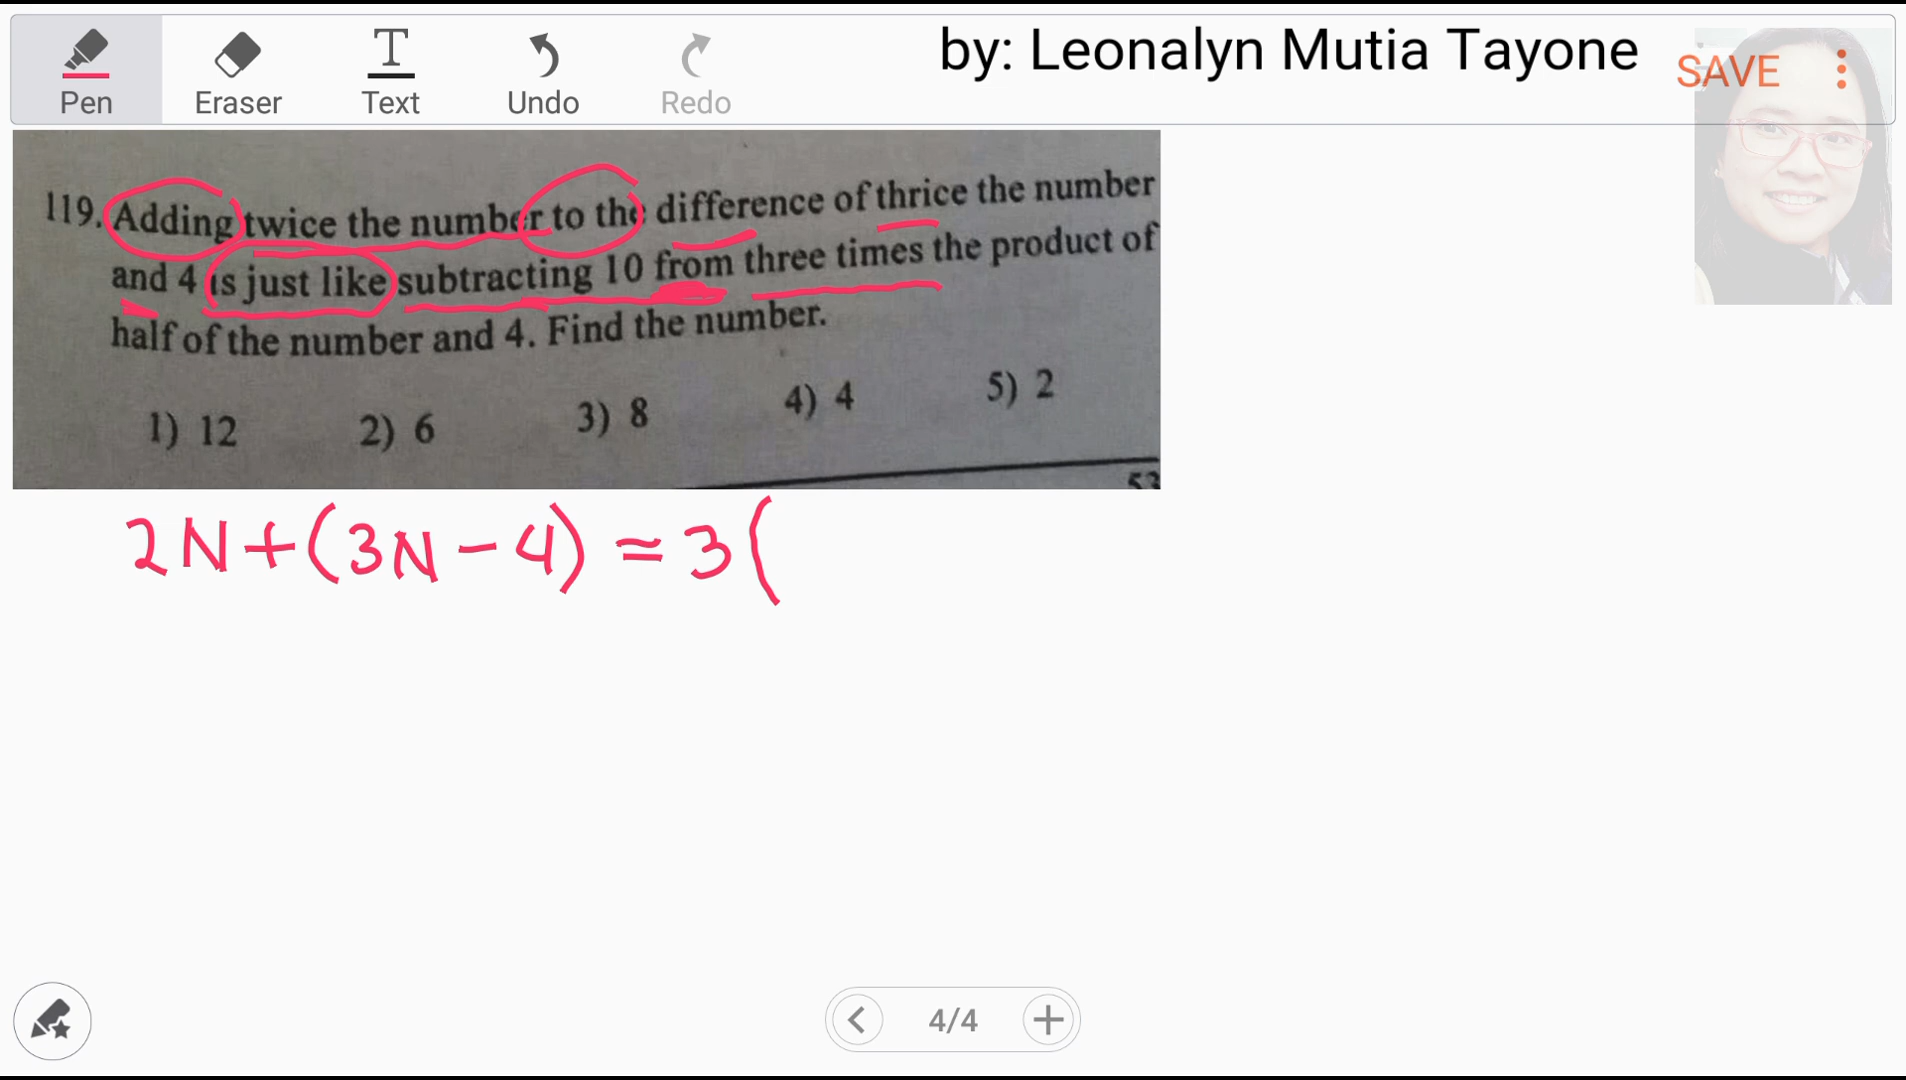 Pen Eraser Text Undo Redo
by: Leonalyn Mutia Tayone
SAVE
119. Adding twice the number to the difference of thrice the number
and 4 is just like subtracting 10 from three times the product of
half of the number and 4. Find the number.
1) 12 2) 6 3) 8 4) 4 5) 2
53
2N+(3N-4)=3(
4/4